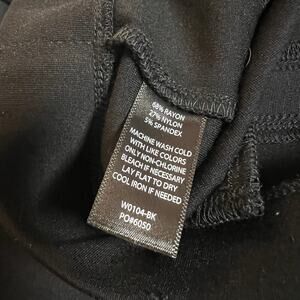 68% RAYON
27% NYLON
5% SPANDEX
MACHINE WASH COLD
WITH LIKE COLORS
ONLY NON-CHLORINE
BLEACH IF NECESSARY
LAY FLAT TO DRY
COOL IRON IF NEEDED
W0104-BK
PO#6050